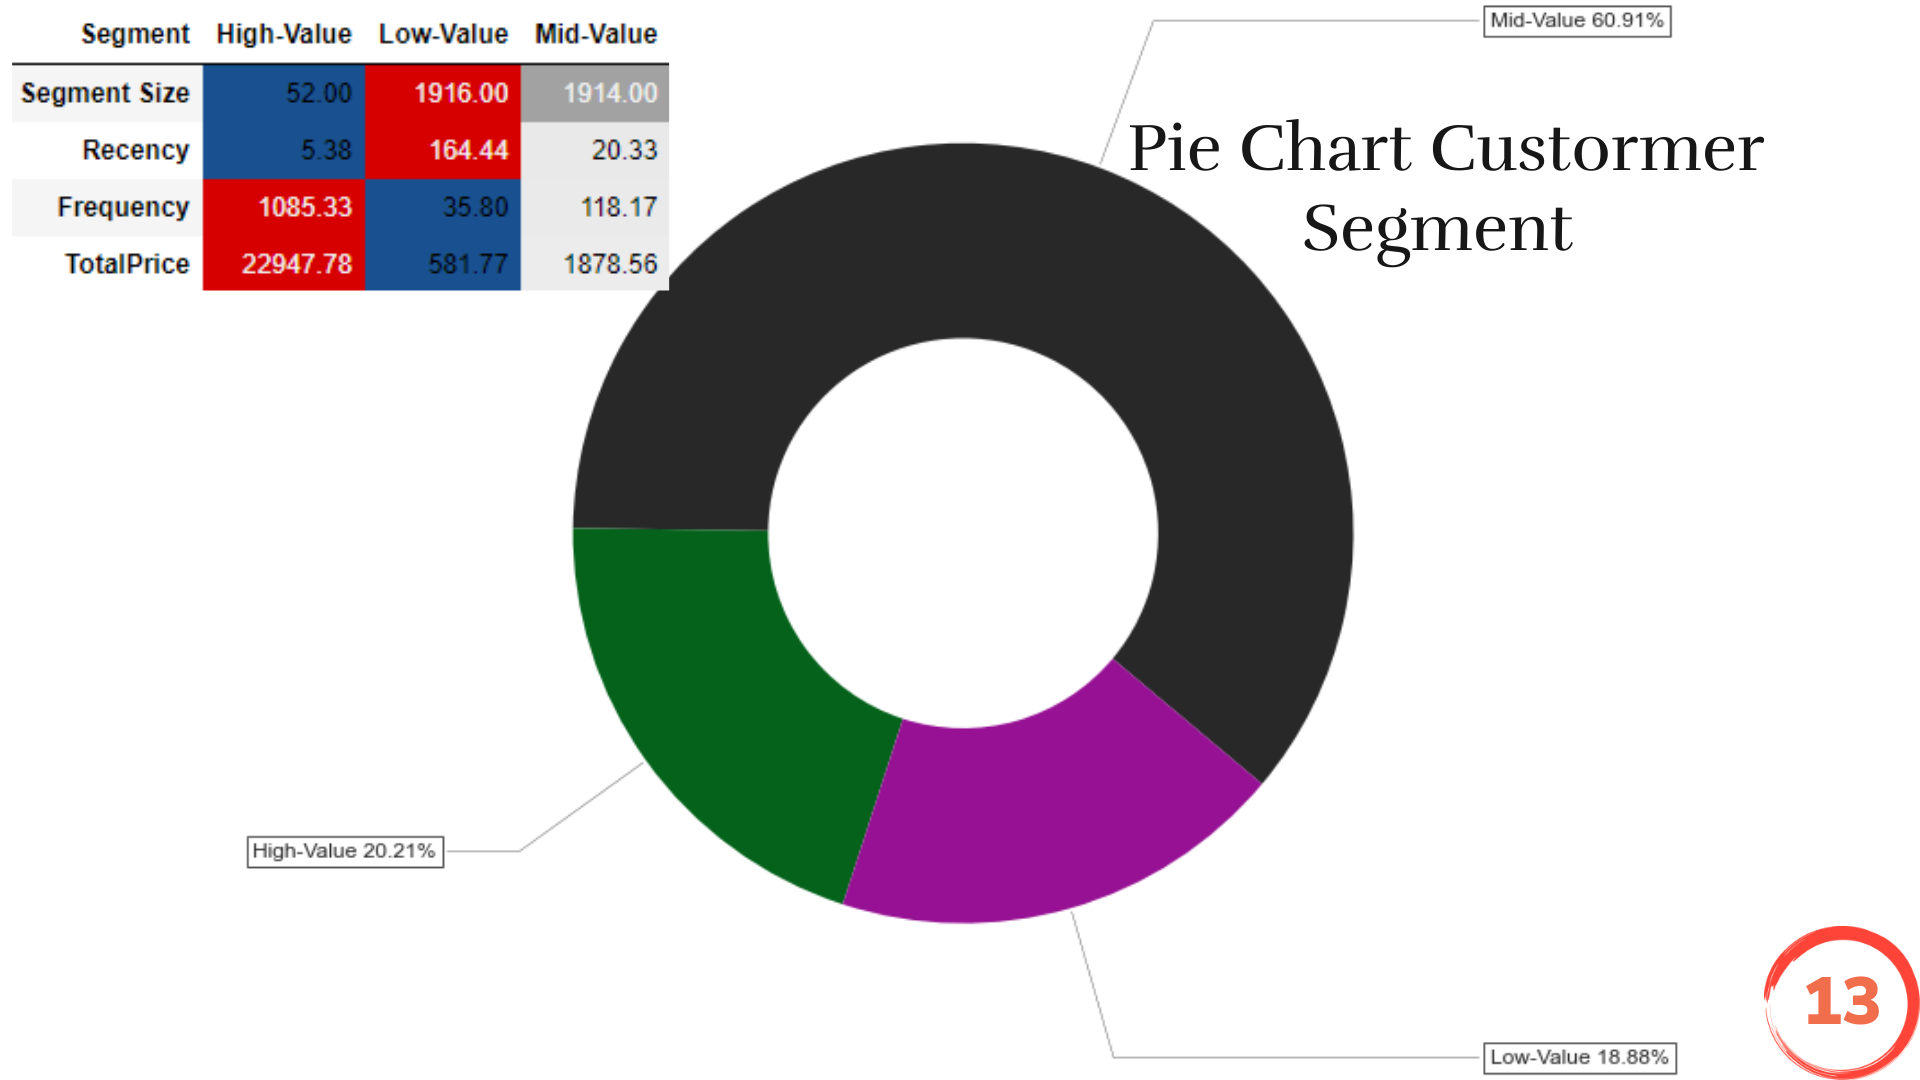 Segment High-Value Low-Value Mid-Value
Segment Size 52.00 1916.00 1914.00
Recency 5.38 164.44 20.33
Frequency 1085.33 35.80 118.17
TotalPrice 22947.78 581.77 1878.56
Mid-Value 60.91%
Pie Chart Custormer
Segment
High-Value 20.21%
Low-Value 18.88%
13